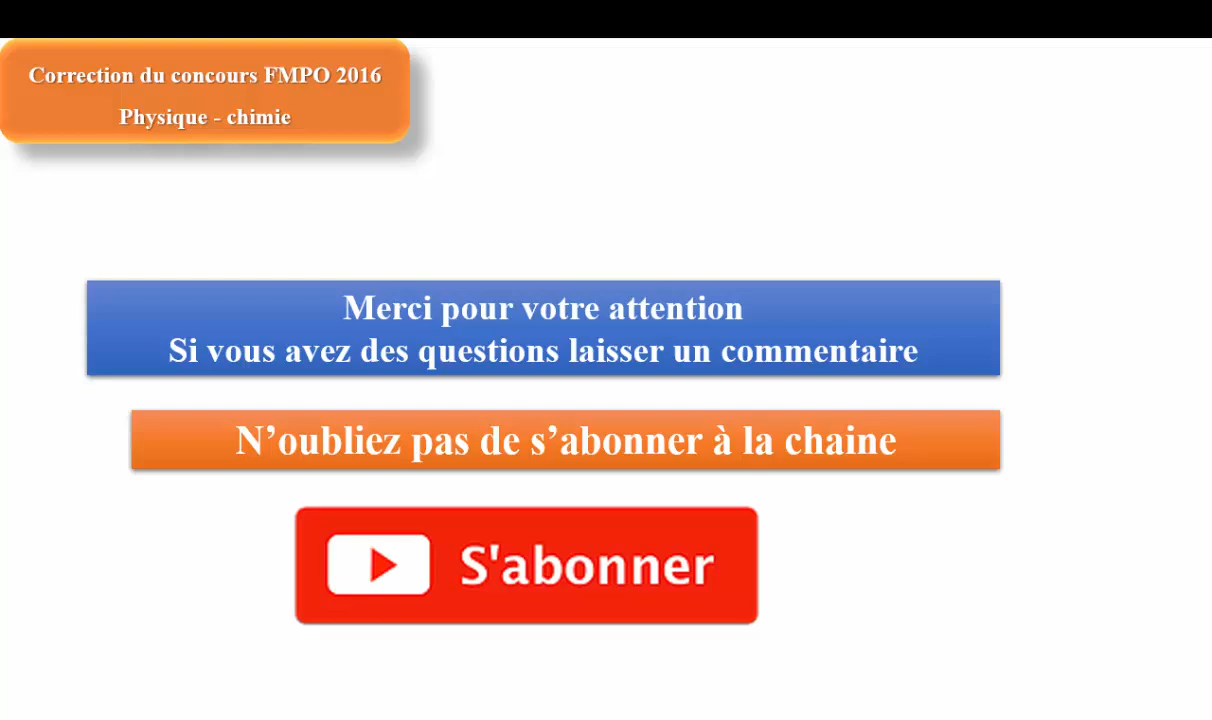 Correction du concours FMPO 2016
Physique - chimie
Merci pour votre attention
Si vous avez des questions laisser un commentaire
N’oubliez pas de s’abonner à la chaine
S'abonner